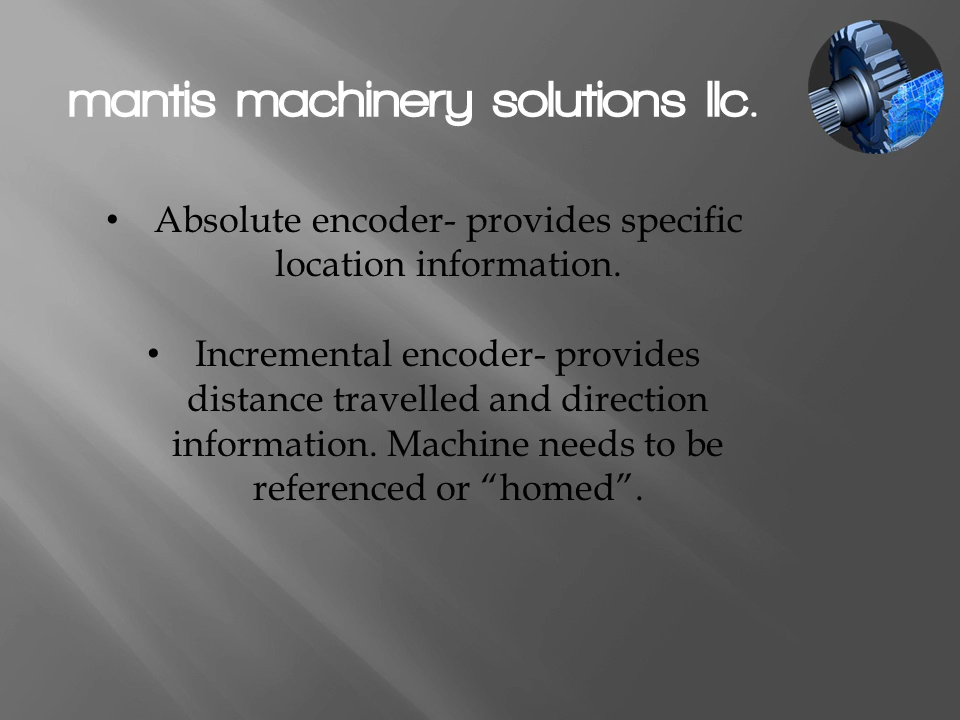 mantis machinery solutions llc.
• Absolute encoder- provides specific
location information.
• Incremental encoder- provides
distance travelled and direction
information. Machine needs to be
referenced or “homed”.